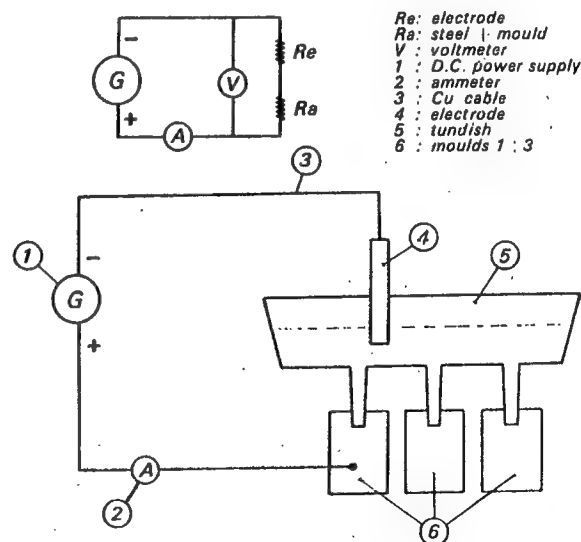 −
G
V
Re
Ra
+
A
Re: electrode
Ra: steel | mould
V : voltmeter
1 : D.C. power supply
2 : ammeter
3 : Cu cable
4 : electrode
5 : tundish
6 : moulds 1 ; 3
3
4
1
−
5
G
+
A
2
6